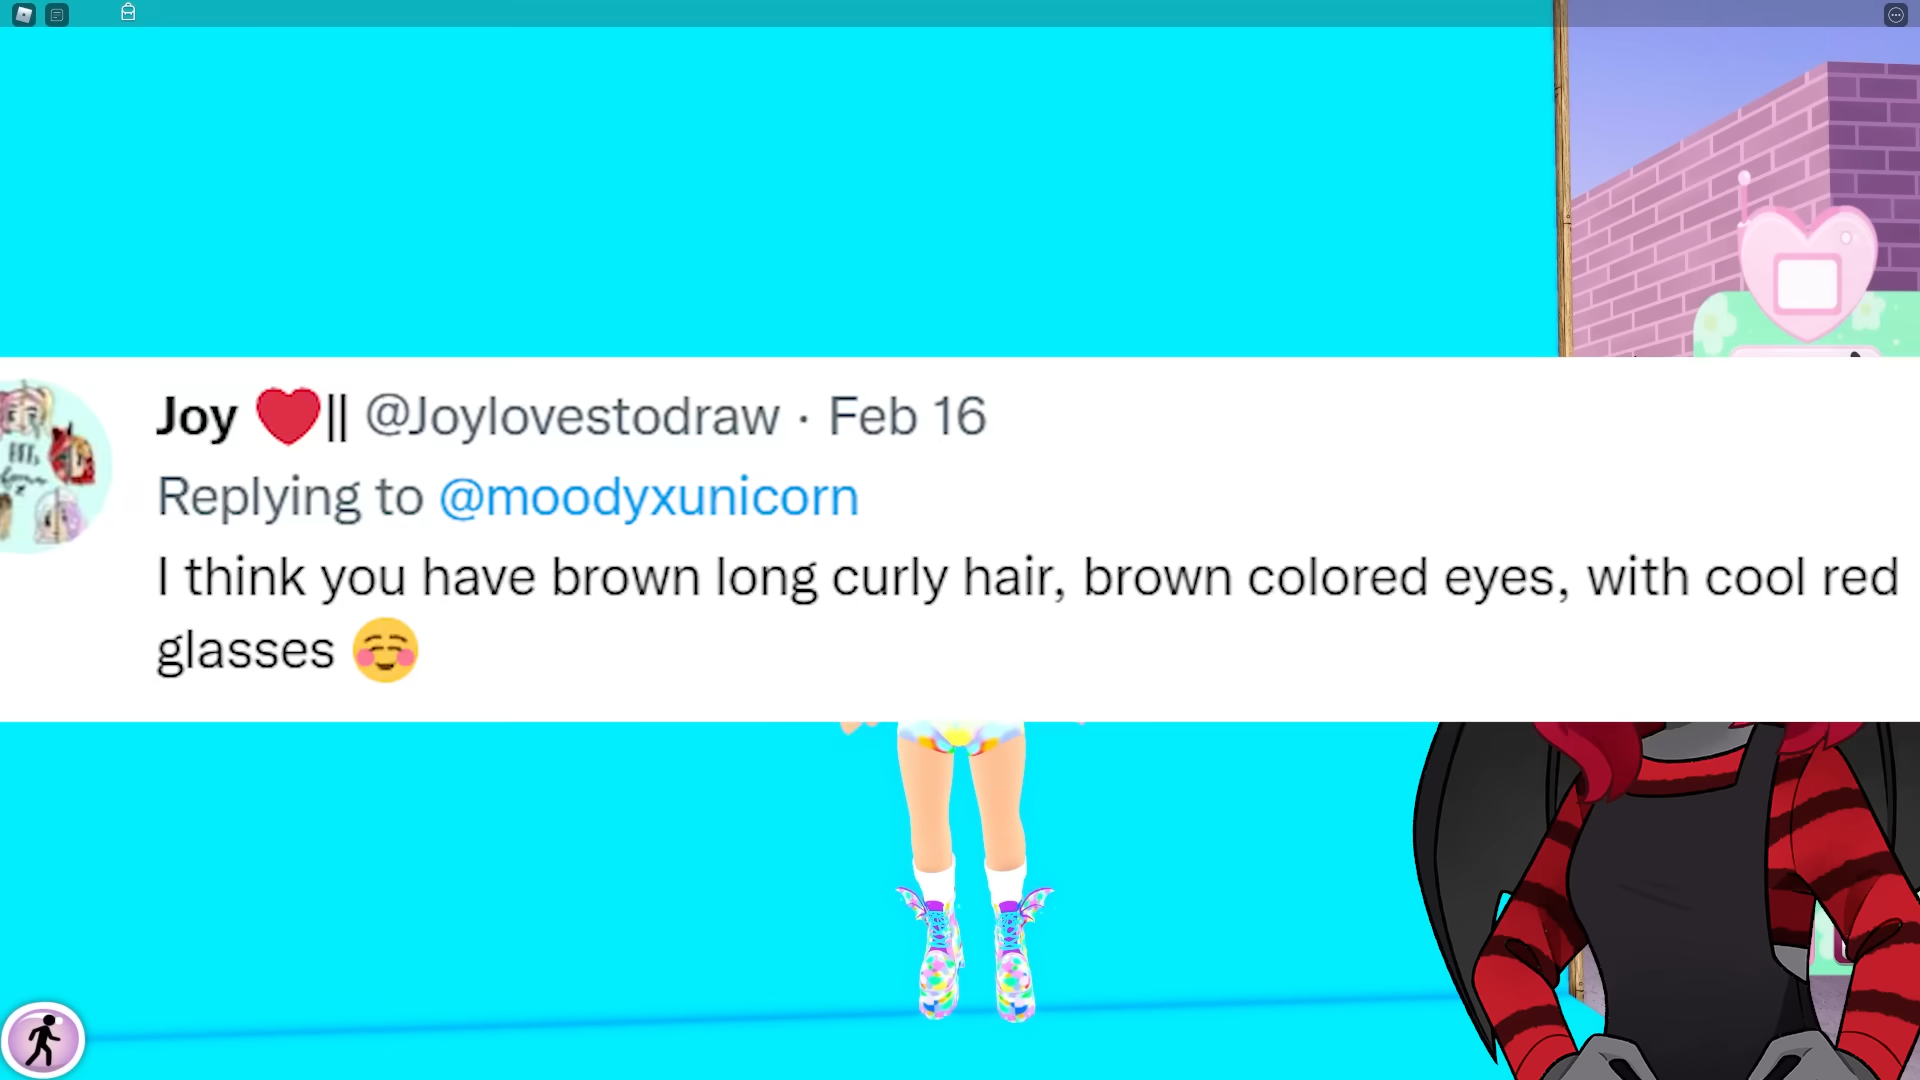 Joy ❤️|| @Joylovestodraw · Feb 16
Replying to @moodyxunicorn
I think you have brown long curly hair, brown colored eyes, with cool red
glasses ☺️